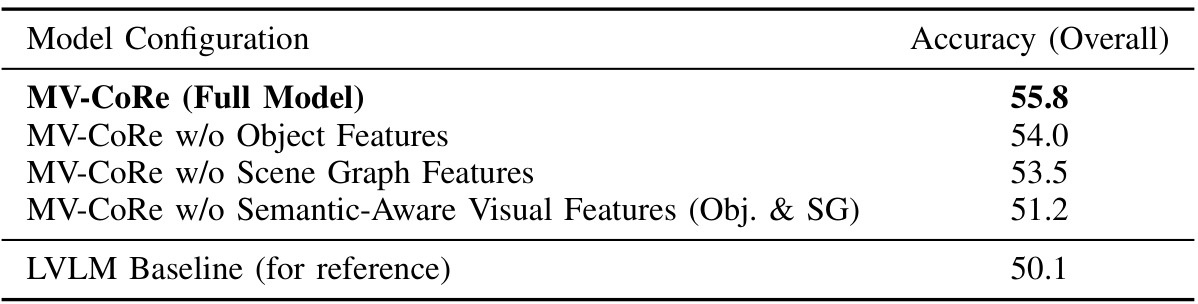 Model Configuration Accuracy (Overall)
MV-CoRe (Full Model) 55.8
MV-CoRe w/o Object Features 54.0
MV-CoRe w/o Scene Graph Features 53.5
MV-CoRe w/o Semantic-Aware Visual Features (Obj. & SG) 51.2
LVLM Baseline (for reference) 50.1